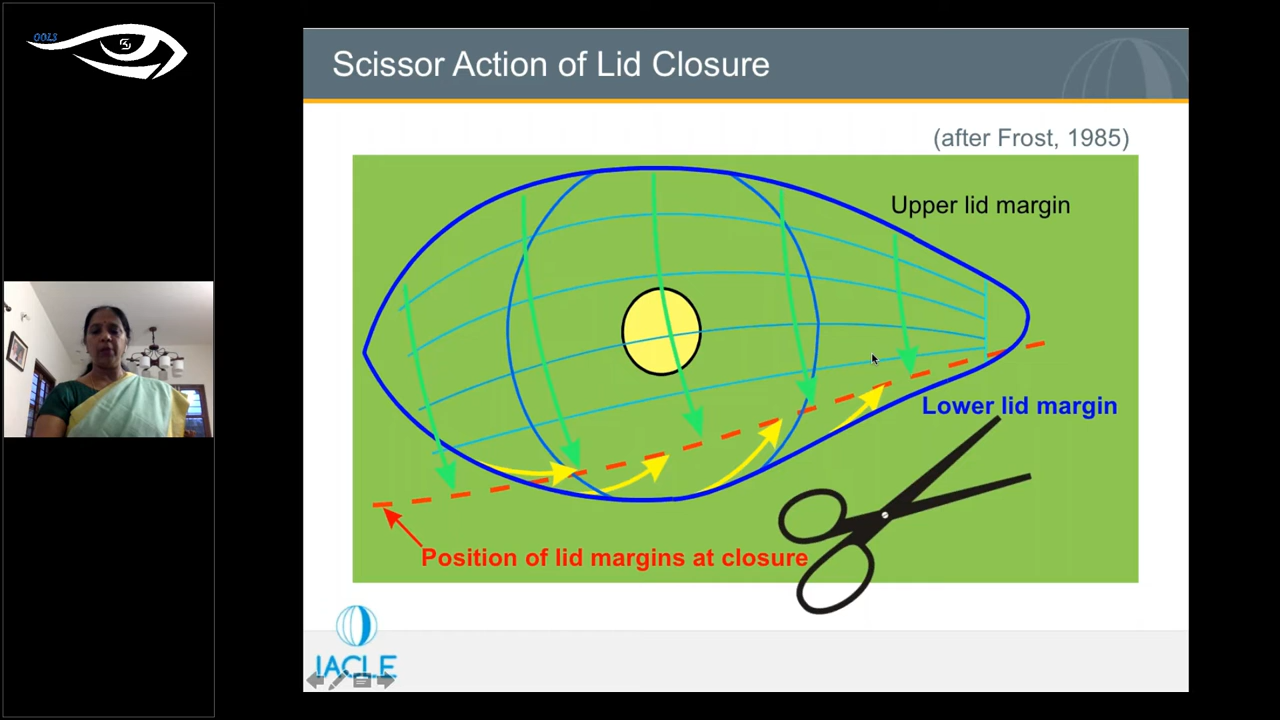 OOLS
Scissor Action of Lid Closure
(after Frost, 1985)
Upper lid margin
Lower lid margin
Position of lid margins at closure
IACLE